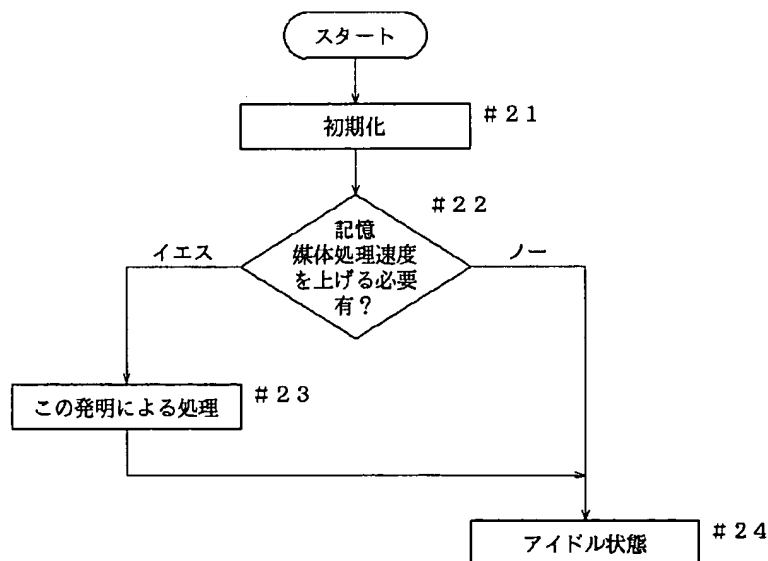 スタート
初期化
#21
#22
記憶
媒体処理速度
を上げる必要
有?
イエス
ノー
この発明による処理
#23
アイドル状態
#24